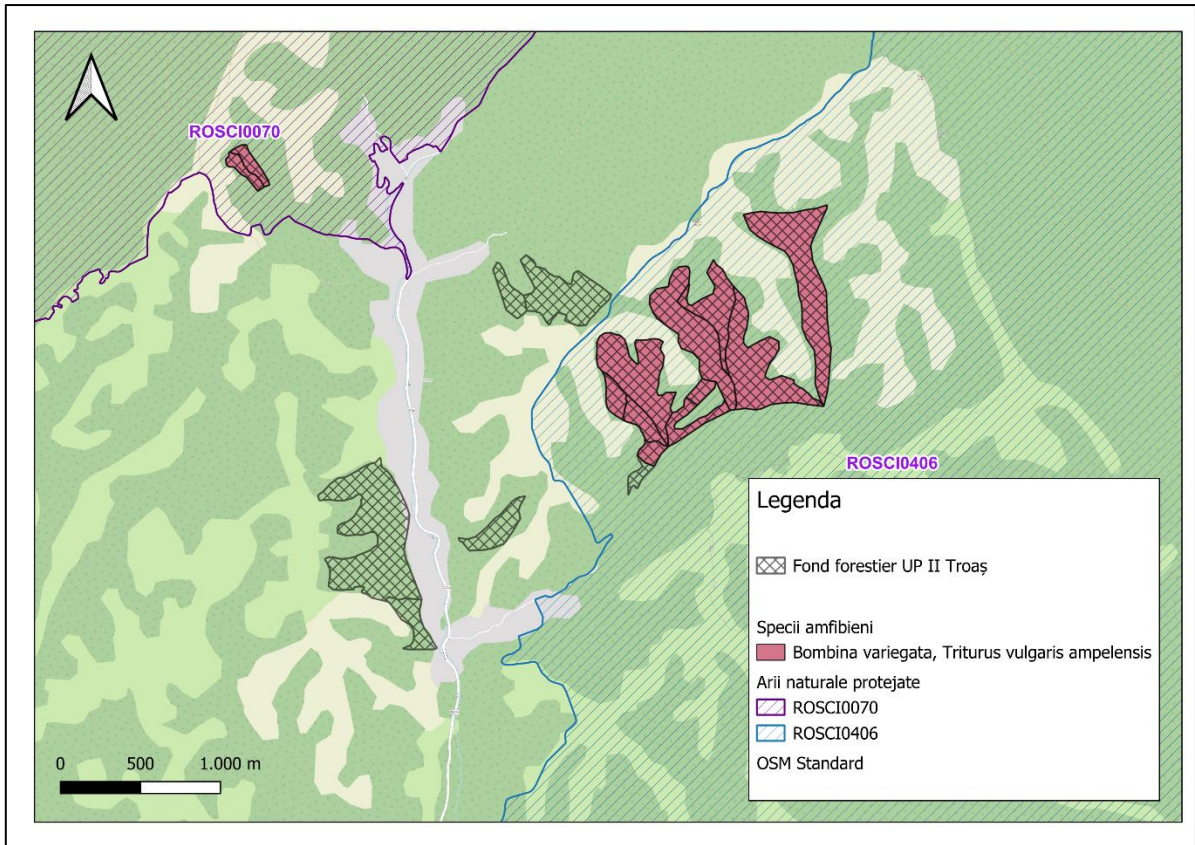 ROSCI0070
ROSCI0406
Legenda
Fond forestier UP II Troaș
Specii amfibieni
Bombina variegata, Triturus vulgaris ampelensis
Arii naturale protejate
ROSCI0070
ROSCI0406
OSM Standard
0 500 1.000 m